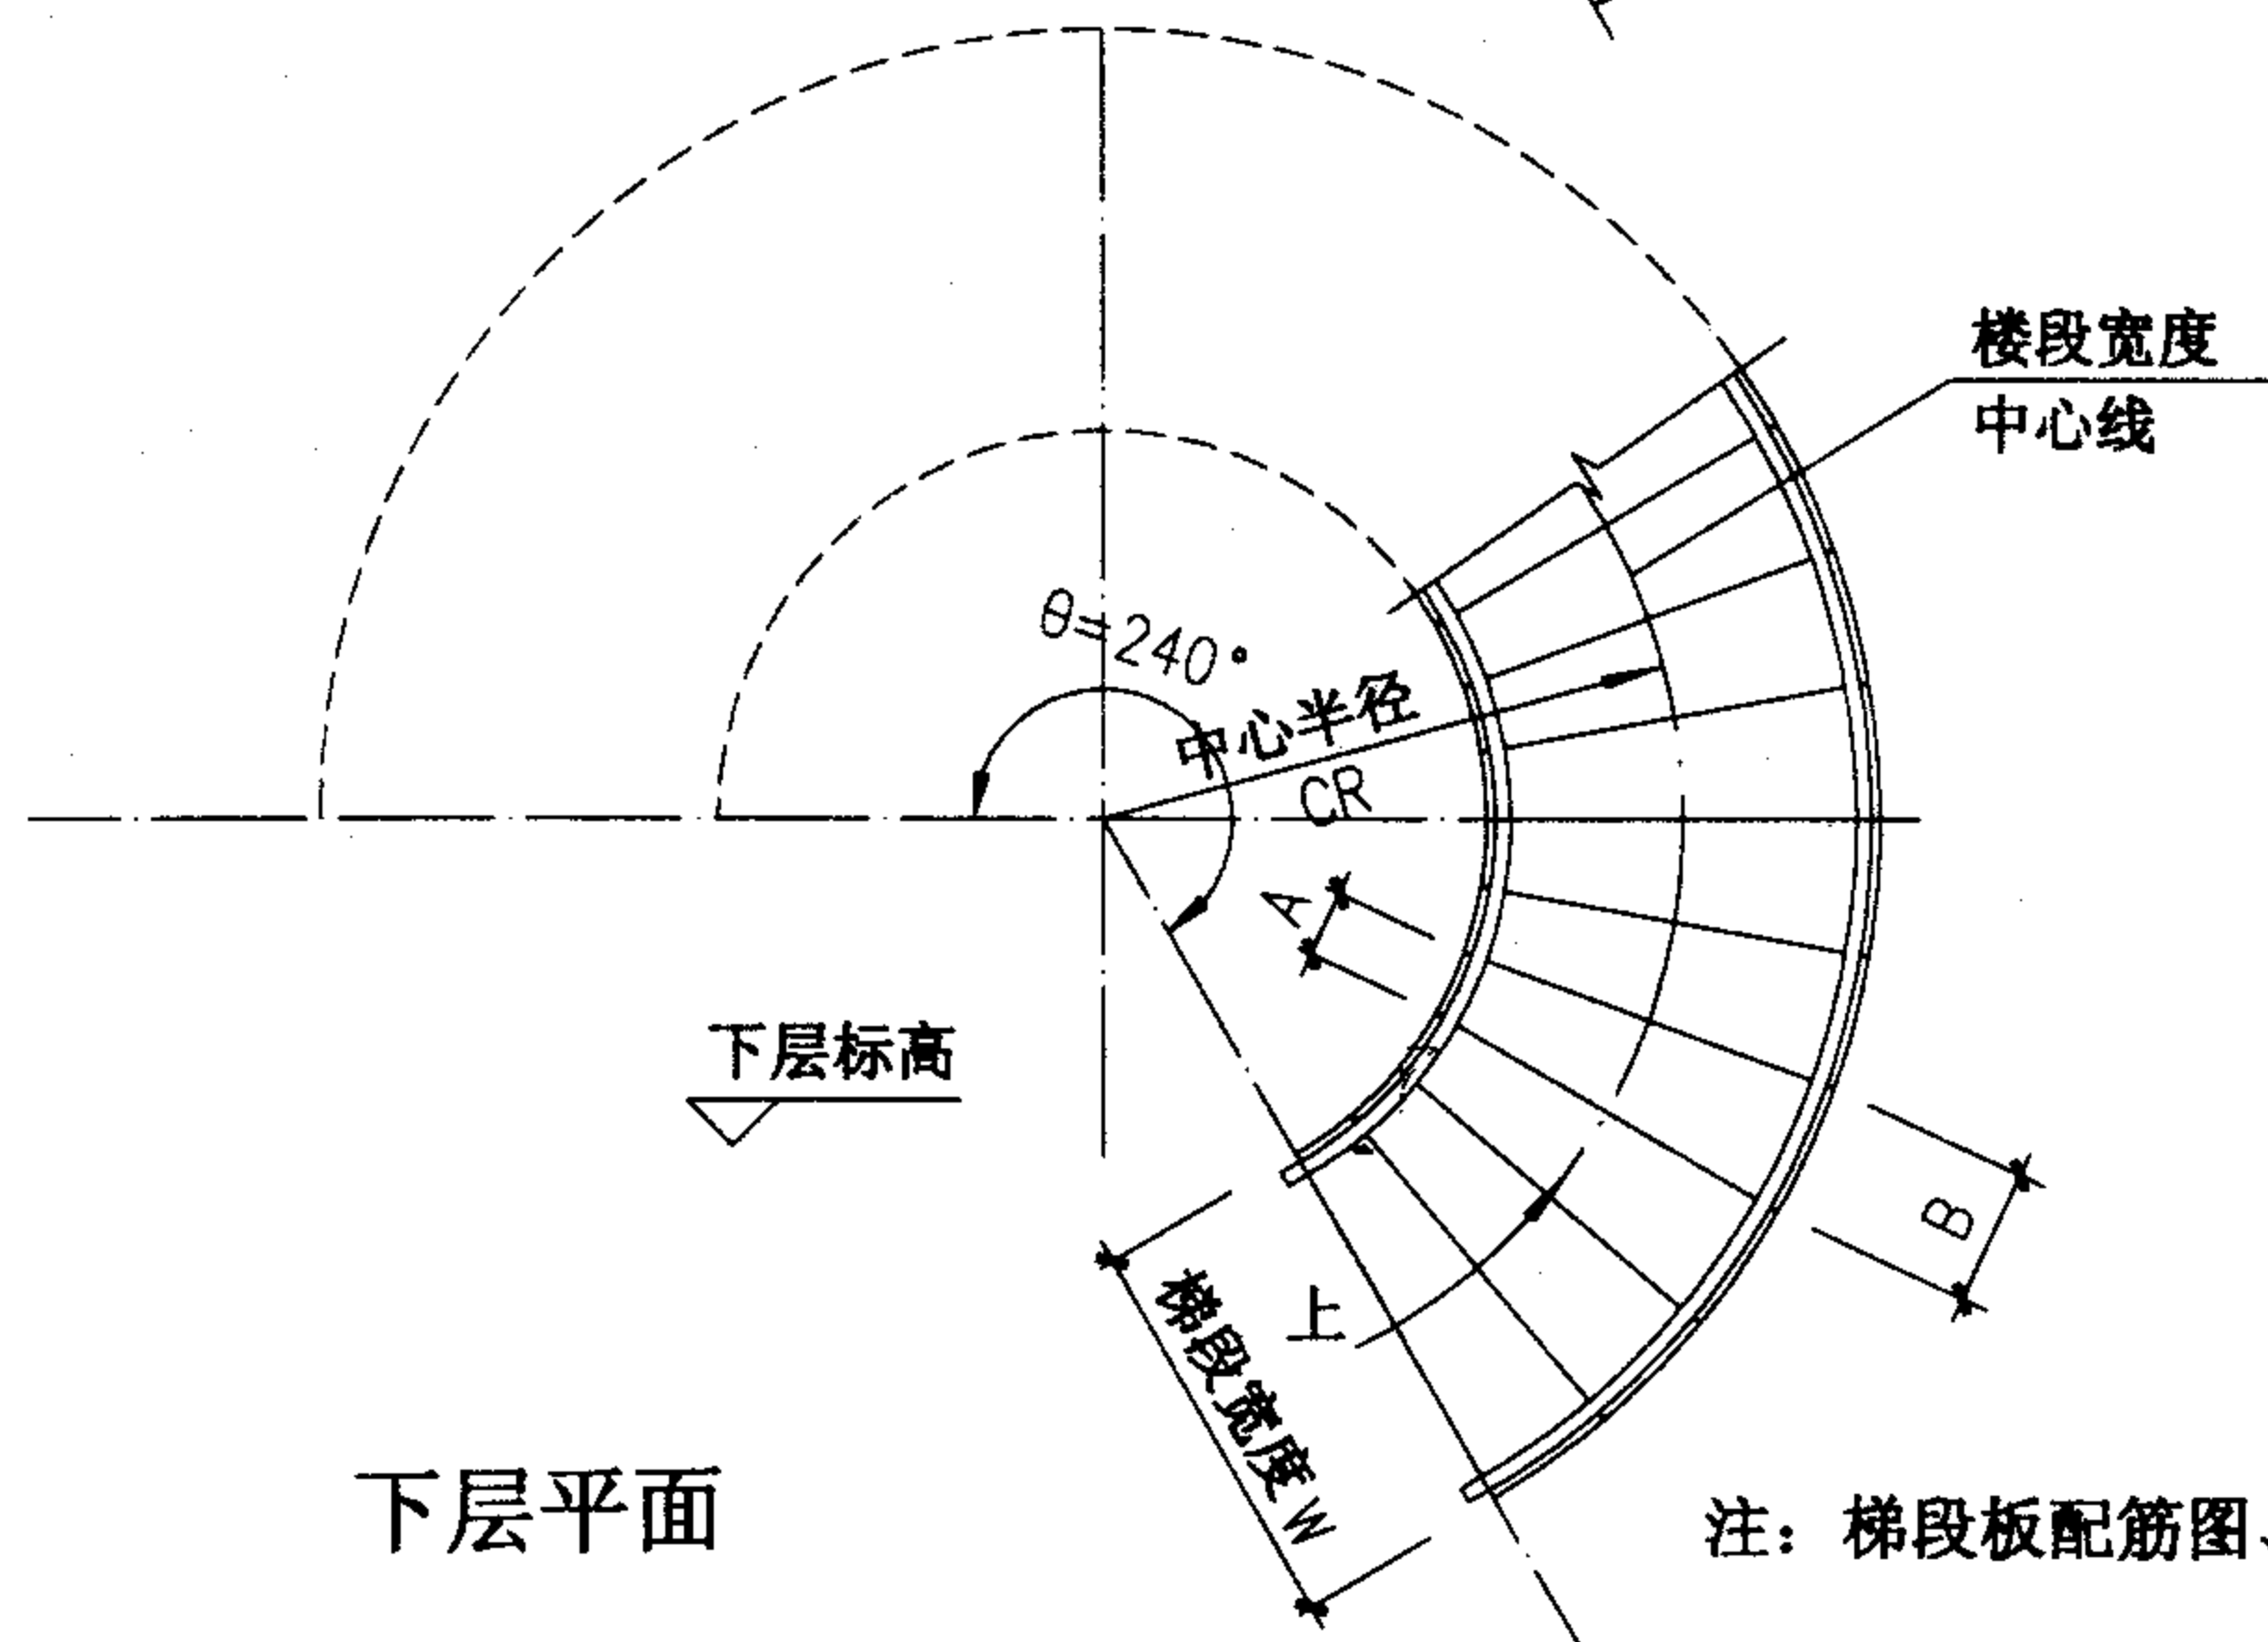 楼段宽度
中心线
θ=240°
中心半径
CR
A
下层标高
B
上
梯段宽度W
下层平面
注：梯段板配筋图、